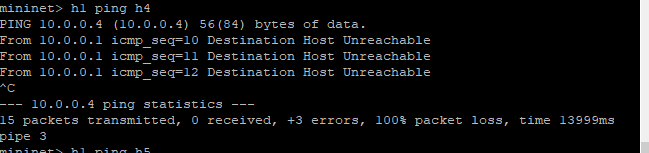 mininet> h1 ping h4
PING 10.0.0.4 (10.0.0.4) 56(84) bytes of data.
From 10.0.0.1 icmp_seq=10 Destination Host Unreachable
From 10.0.0.1 icmp_seq=11 Destination Host Unreachable
From 10.0.0.1 icmp_seq=12 Destination Host Unreachable
^C
--- 10.0.0.4 ping statistics ---
15 packets transmitted, 0 received, +3 errors, 100% packet loss, time 13999ms
pipe 3
mininet> h1 ping h5